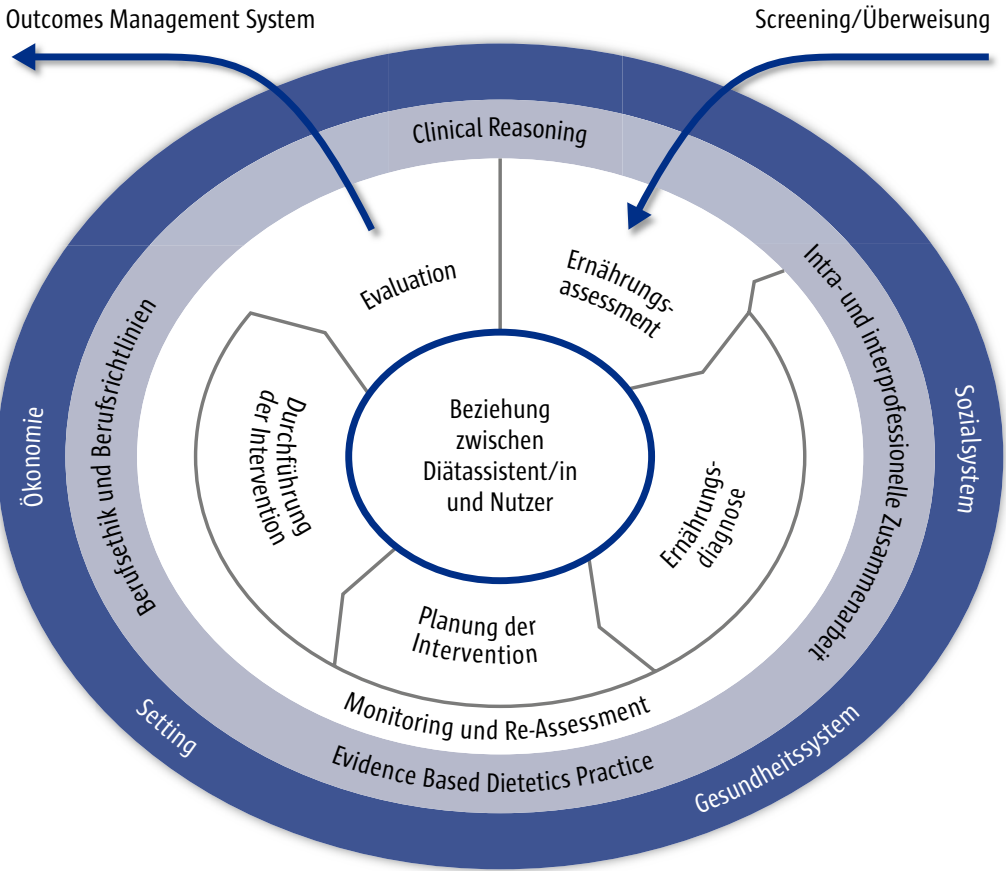 Outcomes Management System
Screening/Überweisung
Clinical Reasoning
Evaluation
Ernährungs-
assessment
Intra- und interprofessionelle Zusammenarbeit
Berufsethik und Berufsrichtlinien
Ökonomie
Sozialsystem
Durchführung
der Intervention
Beziehung
zwischen
Diätassistent/in
und Nutzer
Ernährungs-
diagnose
Planung der
Intervention
Monitoring und Re-Assessment
Evidence Based Dietetics Practice
Setting
Gesundheitssystem